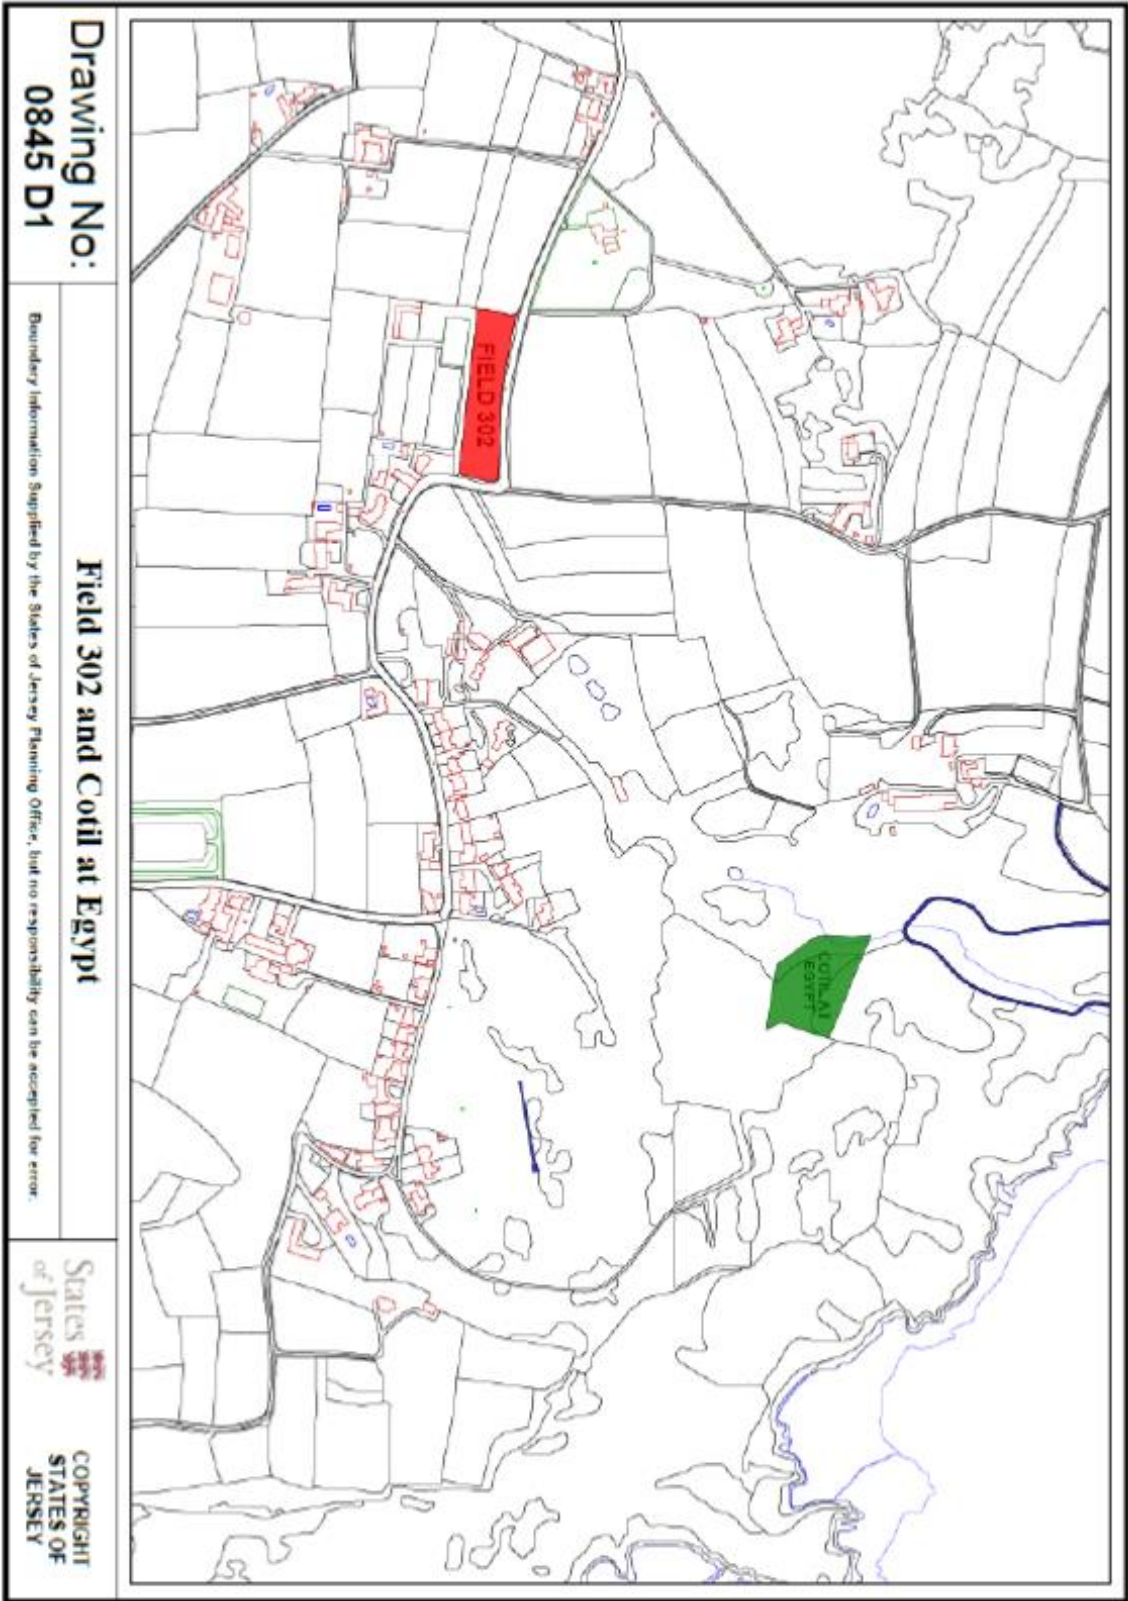 FIELD 302
COTIL AT
EGYPT
Drawing No:
0845 D1
Field 302 and Cotil at Egypt
Boundary Information Supplied by the States of Jersey Planning Office, but no responsibility can be accepted for error.
States
of Jersey
COPYRIGHT
STATES OF
JERSEY